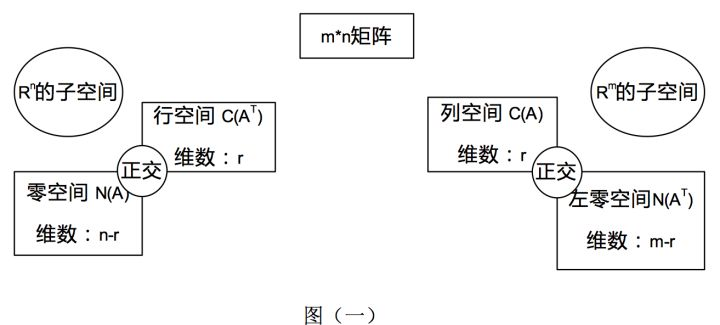 m*n矩阵
Rⁿ的子空间
Rᵐ的子空间
行空间 C(Aᵀ)
维数：r
列空间 C(A)
维数：r
正交
正交
零空间 N(A)
维数：n-r
左零空间N(Aᵀ)
维数：m-r
图（一）